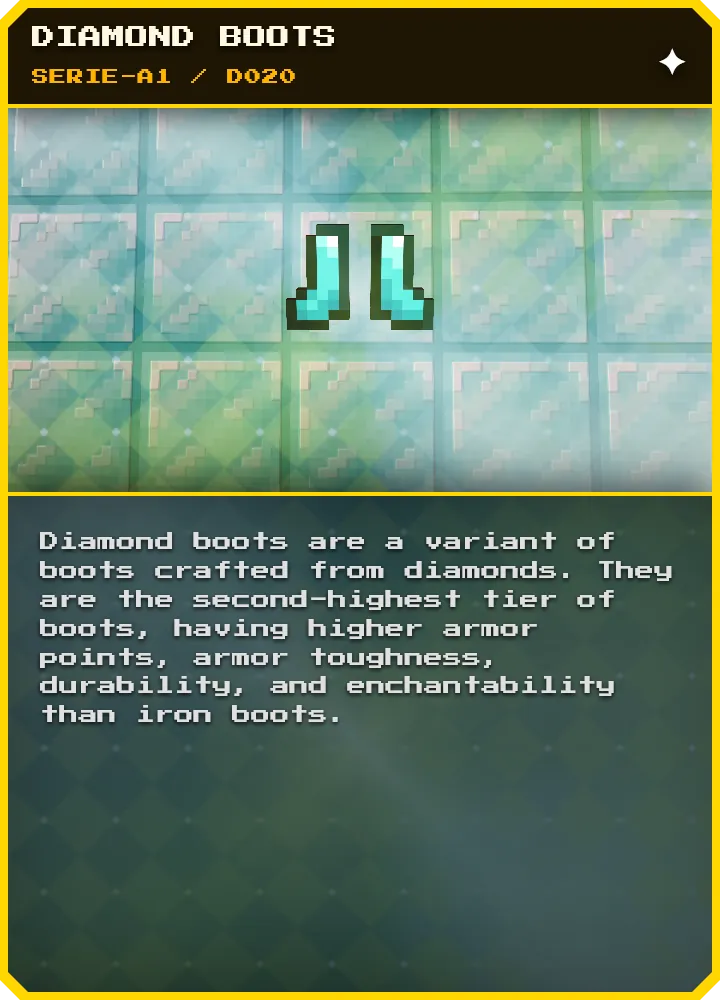 DIAMOND BOOTS
SERIE-A1 / D020
Diamond boots are a variant of
boots crafted from diamonds. They
are the second-highest tier of
boots, having higher armor
points, armor toughness,
durability, and enchantability
than iron boots.